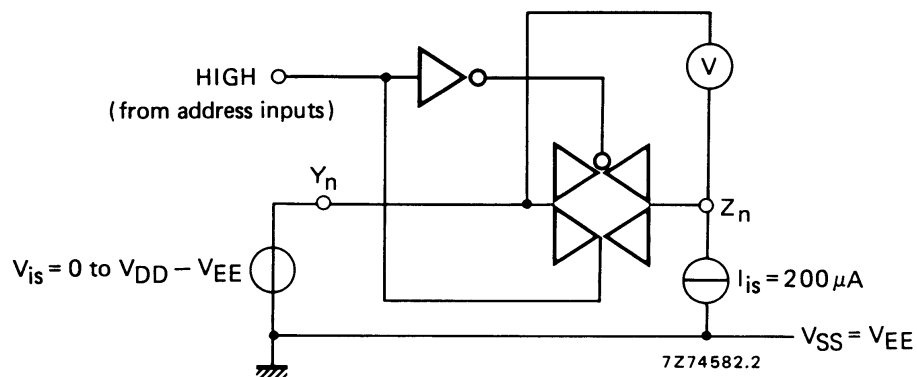 HIGH
(from address inputs)
V
Yn
Zn
Vis = 0 to VDD – VEE
Iis = 200 μA
VSS = VEE
7Z74582.2